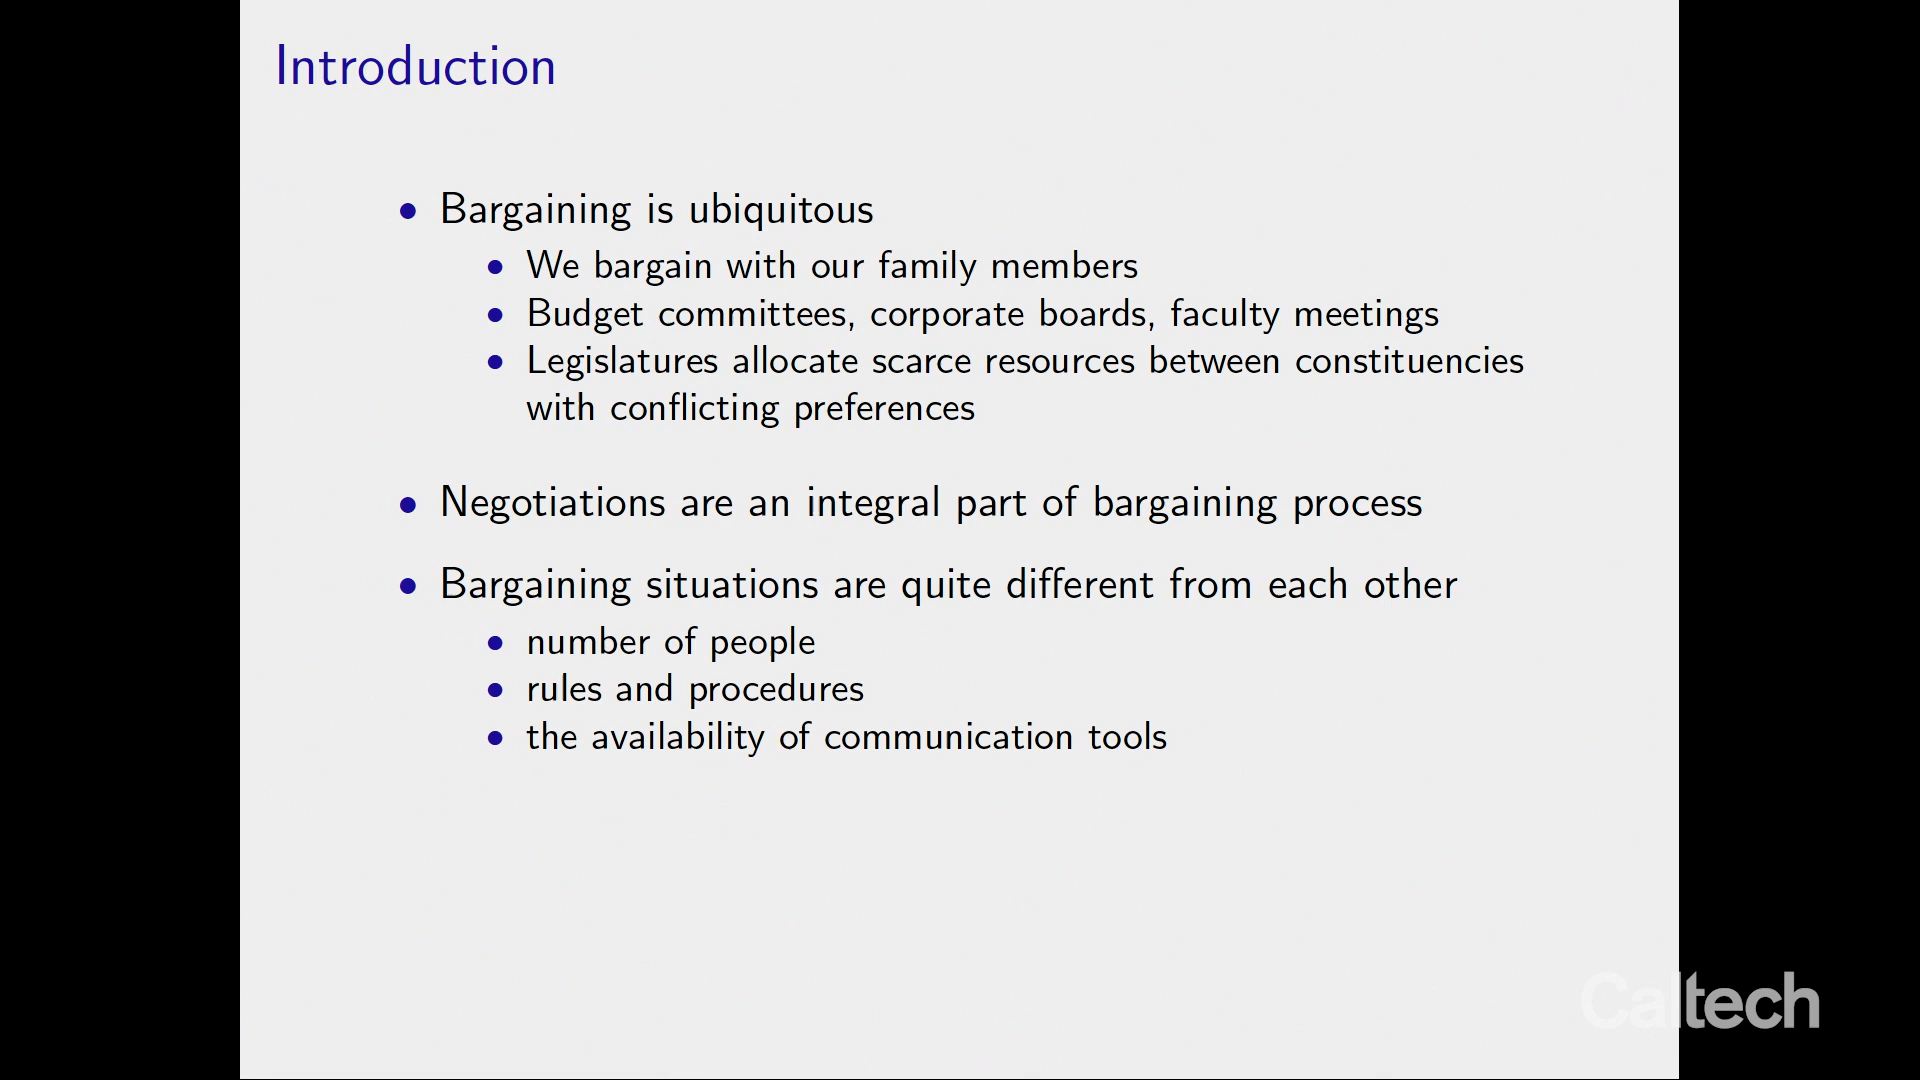 Introduction
• Bargaining is ubiquitous
• We bargain with our family members
• Budget committees, corporate boards, faculty meetings
• Legislatures allocate scarce resources between constituencies
with conflicting preferences
• Negotiations are an integral part of bargaining process
• Bargaining situations are quite different from each other
• number of people
• rules and procedures
• the availability of communication tools
Caltech